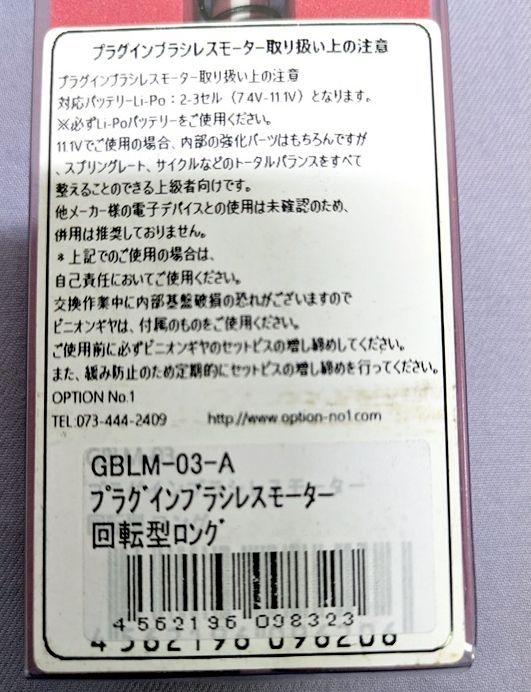 プラグインブラシレスモーター取り扱い上の注意
プラグインブラシレスモーター取り扱い上の注意
対応バッテリーLi-Po：2-3セル（7.4V-11.1V）となります。
※必ずLi-Poバッテリーをご使用ください。
11.1Vでご使用の場合、内部の強化パーツはもちろんですが
、スプリングレート、サイクルなどのトータルバランスをすべて
整えることのできる上級者向けです。
他メーカー様の電子デバイスとの使用は未確認のため、
併用は推奨しておりません。
＊上記でのご使用の場合は、
自己責任においてご使用ください。
交換作業中に内部基盤破損の恐れがございますので
ピニオンギヤは、付属のものをご使用ください。
ご使用前に必ずピニオンギヤのセットビスの増し締めしてください。
また、緩み防止のため定期的にセットビスの増し締めを行ってください。
OPTION No.1
TEL:073-444-2409 http://www.option-no1.com
GBLM-03-A
プラグインブラシレスモーター
回転型ロング
4562196 098323
4562196 098206